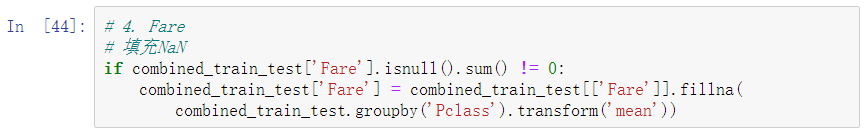 In [44]: # 4. Fare
# 填充NaN
if combined_train_test['Fare'].isnull().sum() != 0:
    combined_train_test['Fare'] = combined_train_test[['Fare']].fillna(
        combined_train_test.groupby('Pclass').transform('mean'))